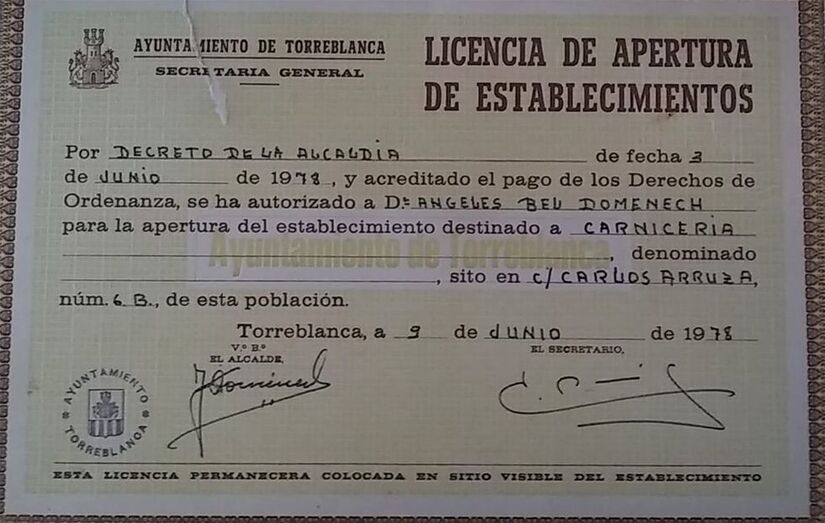 AYUNTAMIENTO DE TORREBLANCA
SECRETARIA GENERAL
LICENCIA DE APERTURA
DE ESTABLECIMIENTOS
Por DECRETO DE LA ALCALDIA de fecha 3
de JUNIO de 1978, y acreditado el pago de los Derechos de
Ordenanza, se ha autorizado a D.ª ANGELES BEL DOMENECH
para la apertura del establecimiento destinado a CARNICERIA
, denominado
Ayuntamiento de Torreblanca
, sito en C/ CARLOS ARRUZA,
núm. 6 B., de esta población.
Torreblanca, a 9 de JUNIO de 1978
V.º B.º
EL ALCALDE,
EL SECRETARIO,
AYUNTAMIENTO
TORREBLANCA
ESTA LICENCIA PERMANECERA COLOCADA EN SITIO VISIBLE DEL ESTABLECIMIENTO